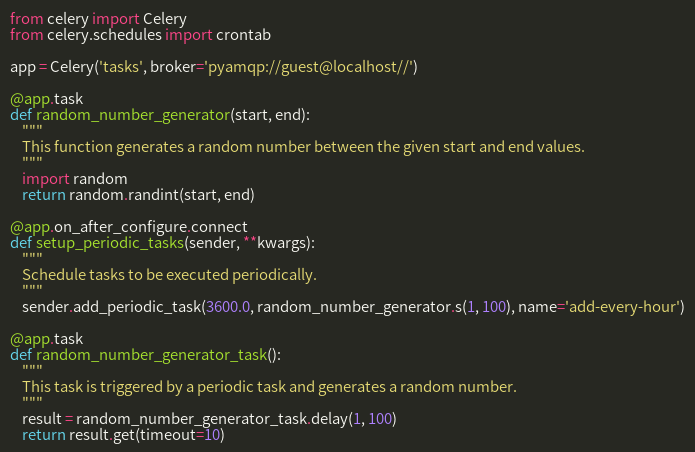 from celery import Celery
from celery.schedules import crontab

app = Celery('tasks', broker='pyamqp://guest@localhost//')

@app.task
def random_number_generator(start, end):
    """
    This function generates a random number between the given start and end values.
    """
    import random
    return random.randint(start, end)

@app.on_after_configure.connect
def setup_periodic_tasks(sender, **kwargs):
    """
    Schedule tasks to be executed periodically.
    """
    sender.add_periodic_task(3600.0, random_number_generator.s(1, 100), name='add-every-hour')

@app.task
def random_number_generator_task():
    """
    This task is triggered by a periodic task and generates a random number.
    """
    result = random_number_generator_task.delay(1, 100)
    return result.get(timeout=10)